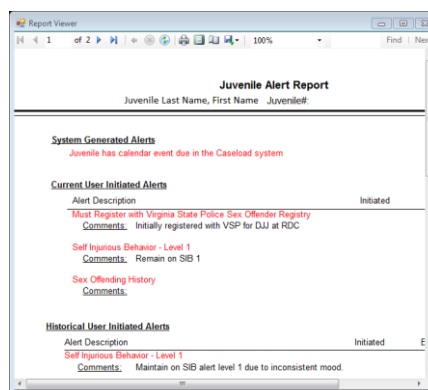 Report Viewer
1 of 2 100% Find Ne
Juvenile Alert Report
Juvenile Last Name, First Name Juvenile#:
System Generated Alerts
Juvenile has calendar event due in the Caseload system
Current User Initiated Alerts
Alert Description Initiated
Must Register with Virginia State Police Sex Offender Registry
Comments: Initially registered with VSP for DJJ at RDC
Self Injurious Behavior - Level 1
Comments: Remain on SIB 1
Sex Offending History
Comments:
Historical User Initiated Alerts
Alert Description Initiated E
Self Injurious Behavior - Level 1
Comments: Maintain on SIB alert level 1 due to inconsistent mood.